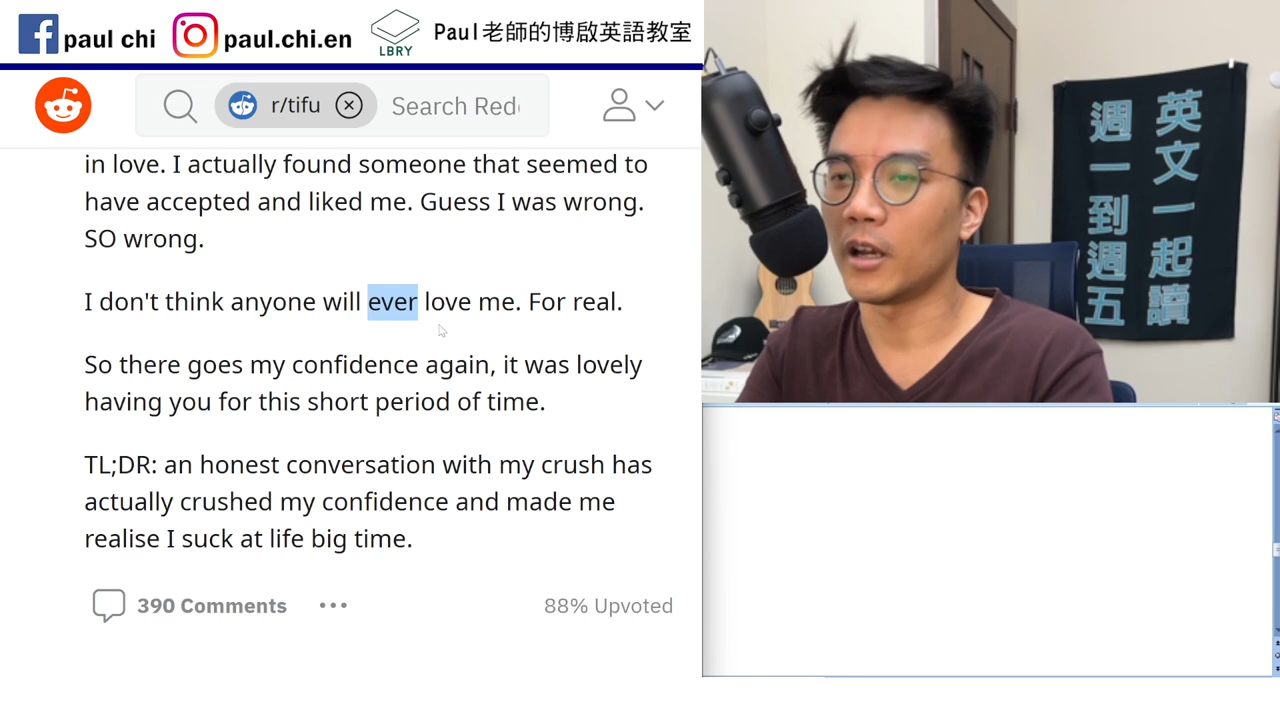 paul chi
paul.chi.en
LBRY
Paul老師的博啟英語教室
r/tifu
Search Red
in love. I actually found someone that seemed to
have accepted and liked me. Guess I was wrong.
SO wrong.
I don't think anyone will ever love me. For real.
So there goes my confidence again, it was lovely
having you for this short period of time.
TL;DR: an honest conversation with my crush has
actually crushed my confidence and made me
realise I suck at life big time.
390 Comments
88% Upvoted
英文一起讀
週一到週五